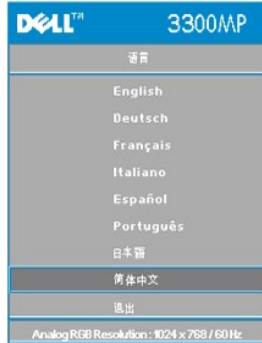 DELL™ 3300MP
语言
English
Deutsch
Français
Italiano
Español
Português
日本語
简体中文
退出
Analog RGB Resolution : 1024 x 768 / 60 Hz